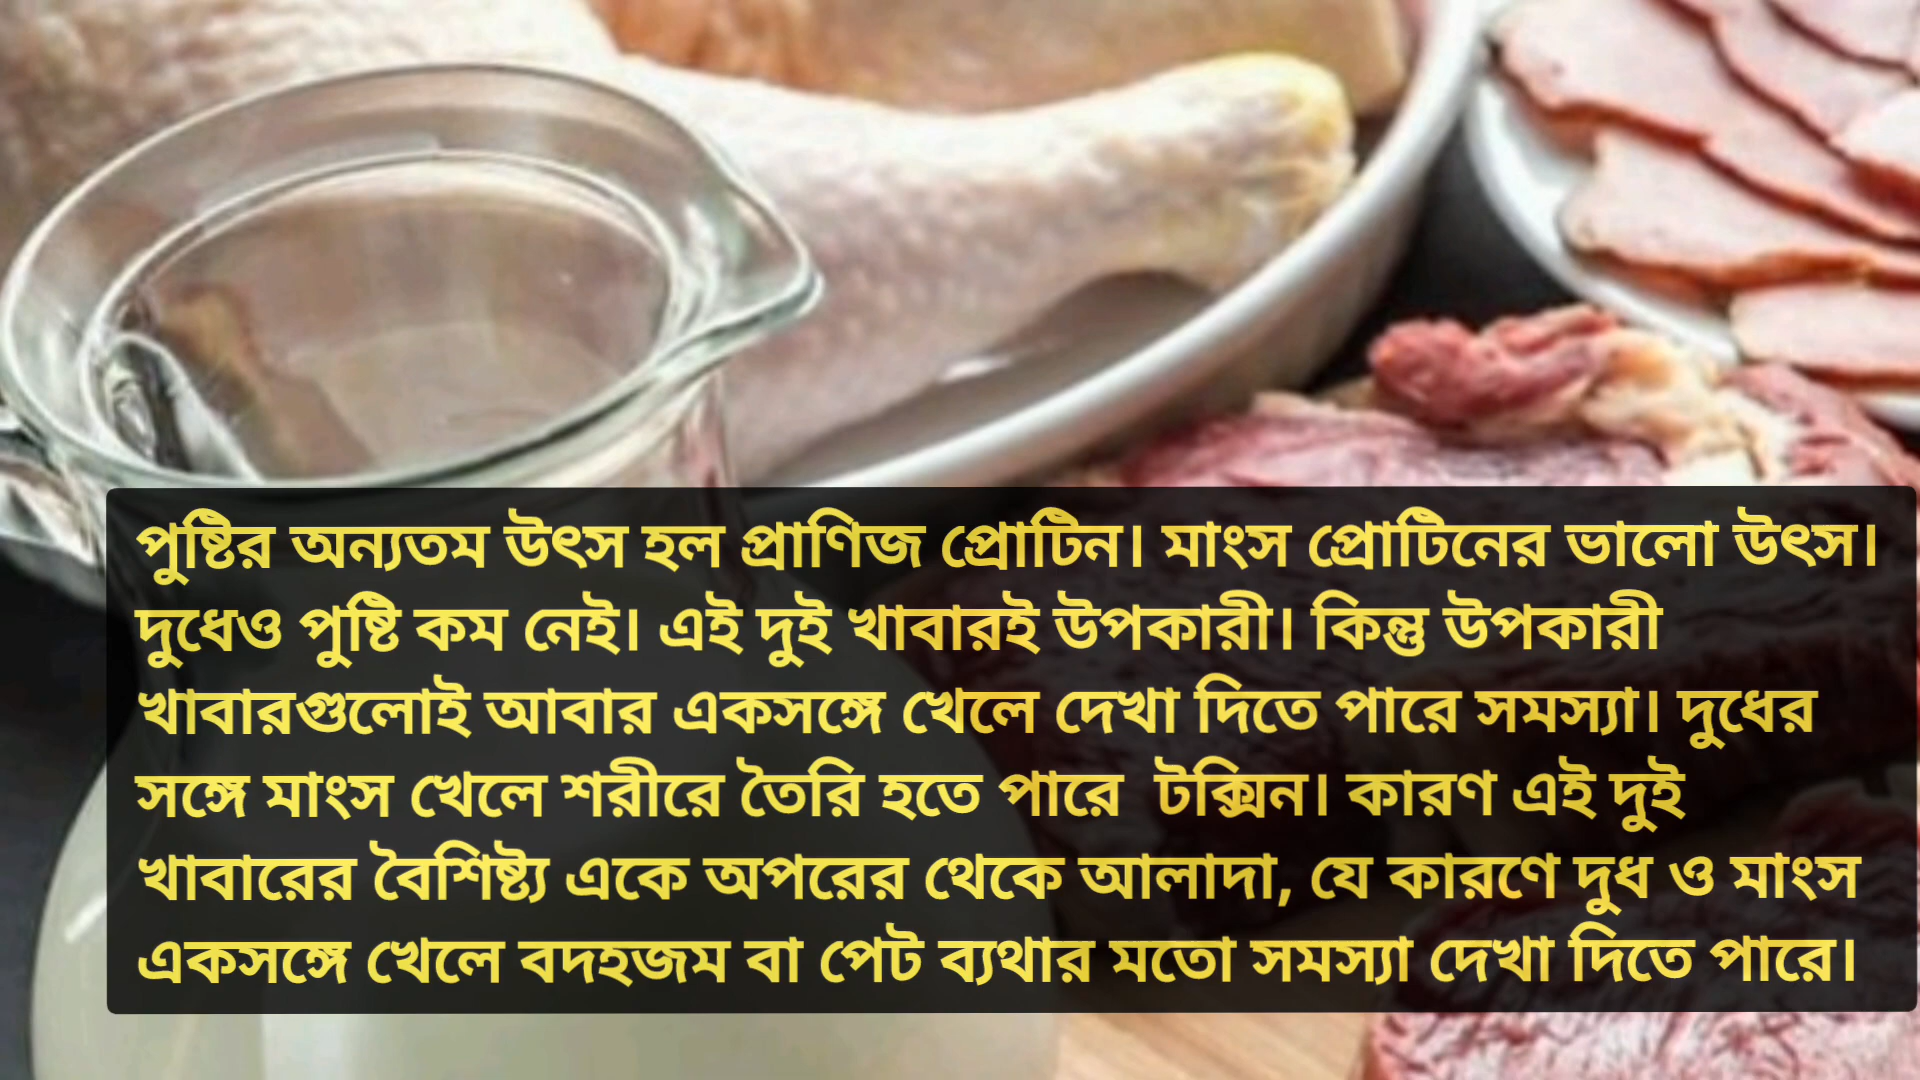 পুষ্টির অন্যতম উৎস হল প্রাণিজ প্রোটিন। মাংস প্রোটিনের ভালো উৎস।
দুধেও পুষ্টি কম নেই। এই দুই খাবারই উপকারী। কিন্তু উপকারী
খাবারগুলোই আবার একসঙ্গে খেলে দেখা দিতে পারে সমস্যা। দুধের
সঙ্গে মাংস খেলে শরীরে তৈরি হতে পারে টক্সিন। কারণ এই দুই
খাবারের বৈশিষ্ট্য একে অপরের থেকে আলাদা, যে কারণে দুধ ও মাংস
একসঙ্গে খেলে বদহজম বা পেট ব্যথার মতো সমস্যা দেখা দিতে পারে।